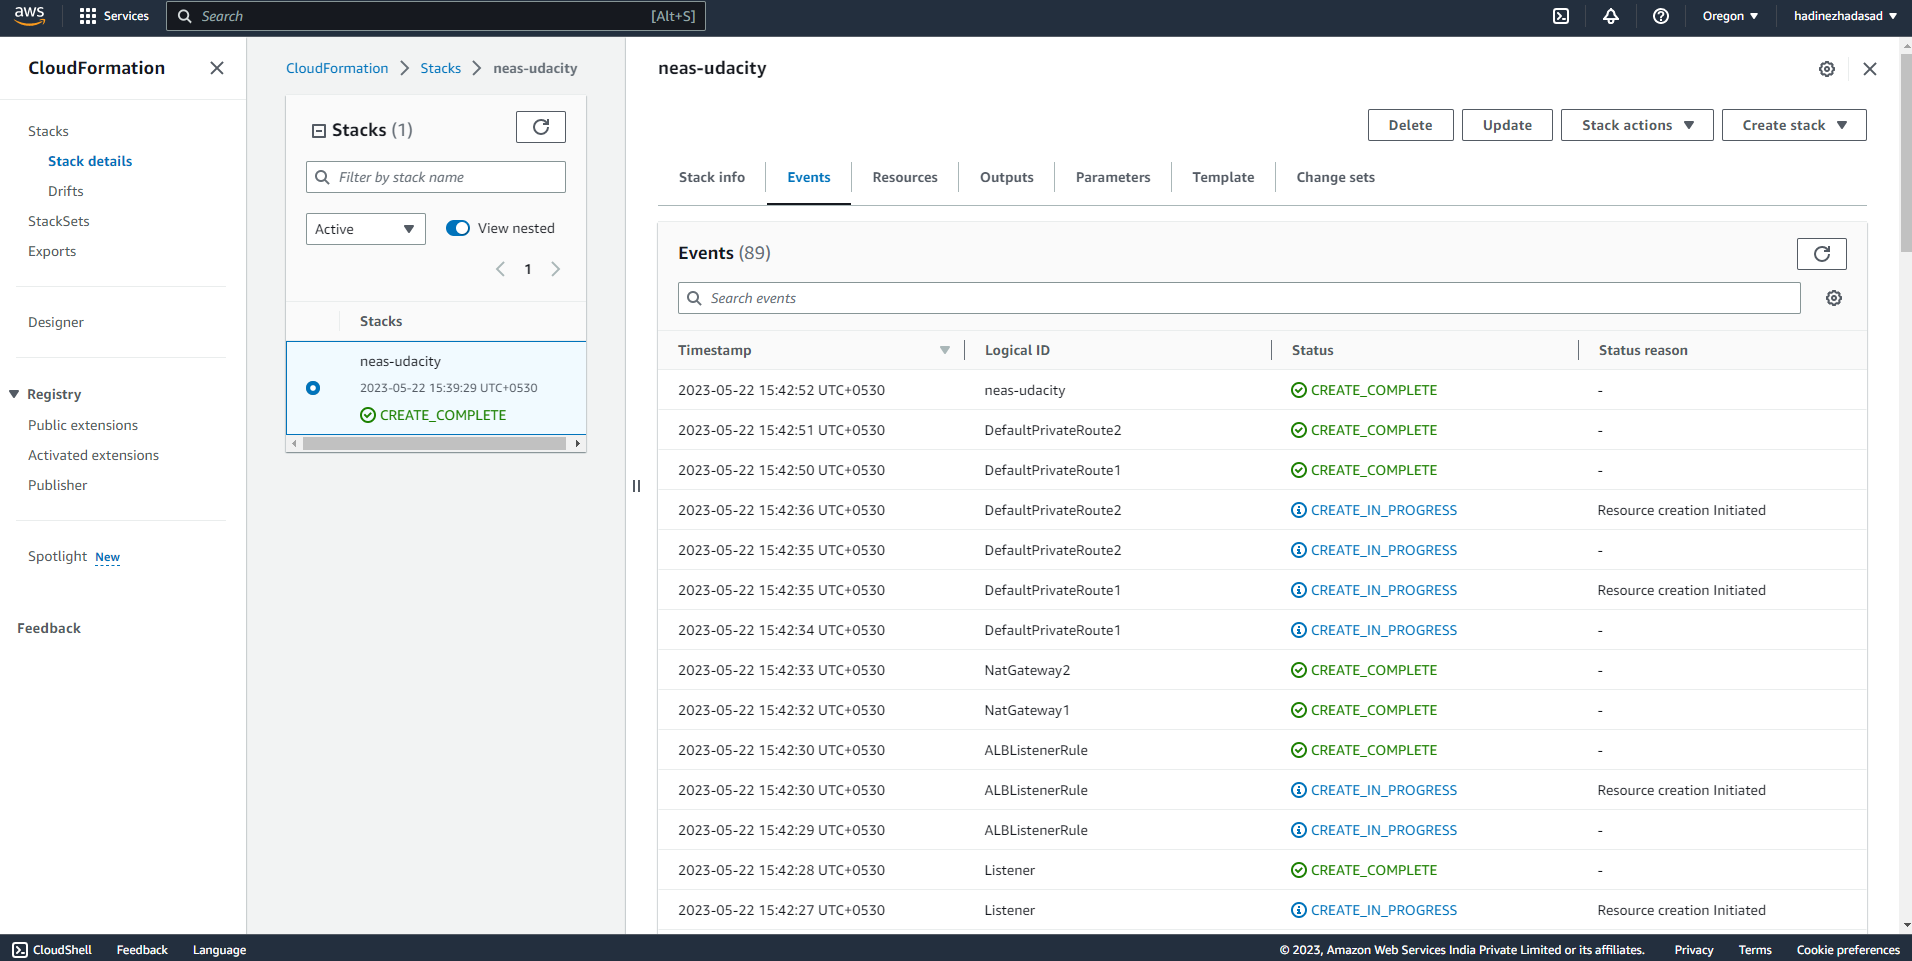 aws
Services
Search
[Alt+S]
Oregon
hadinezhadasad
CloudFormation
Stacks
Stack details
Drifts
StackSets
Exports
Designer
Registry
Public extensions
Activated extensions
Publisher
Spotlight New
Feedback
CloudFormation
Stacks
neas-udacity
Stacks (1)
Filter by stack name
Active
View nested
1
Stacks
neas-udacity
2023-05-22 15:39:29 UTC+0530
CREATE_COMPLETE
neas-udacity
Delete
Update
Stack actions
Create stack
Stack info
Events
Resources
Outputs
Parameters
Template
Change sets
Events (89)
Search events
Timestamp Logical ID Status Status reason
2023-05-22 15:42:52 UTC+0530 neas-udacity CREATE_COMPLETE -
2023-05-22 15:42:51 UTC+0530 DefaultPrivateRoute2 CREATE_COMPLETE -
2023-05-22 15:42:50 UTC+0530 DefaultPrivateRoute1 CREATE_COMPLETE -
2023-05-22 15:42:36 UTC+0530 DefaultPrivateRoute2 CREATE_IN_PROGRESS Resource creation Initiated
2023-05-22 15:42:35 UTC+0530 DefaultPrivateRoute2 CREATE_IN_PROGRESS -
2023-05-22 15:42:35 UTC+0530 DefaultPrivateRoute1 CREATE_IN_PROGRESS Resource creation Initiated
2023-05-22 15:42:34 UTC+0530 DefaultPrivateRoute1 CREATE_IN_PROGRESS -
2023-05-22 15:42:33 UTC+0530 NatGateway2 CREATE_COMPLETE -
2023-05-22 15:42:32 UTC+0530 NatGateway1 CREATE_COMPLETE -
2023-05-22 15:42:30 UTC+0530 ALBListenerRule CREATE_COMPLETE -
2023-05-22 15:42:30 UTC+0530 ALBListenerRule CREATE_IN_PROGRESS Resource creation Initiated
2023-05-22 15:42:29 UTC+0530 ALBListenerRule CREATE_IN_PROGRESS -
2023-05-22 15:42:28 UTC+0530 Listener CREATE_COMPLETE -
2023-05-22 15:42:27 UTC+0530 Listener CREATE_IN_PROGRESS Resource creation Initiated
CloudShell
Feedback
Language
© 2023, Amazon Web Services India Private Limited or its affiliates.
Privacy
Terms
Cookie preferences